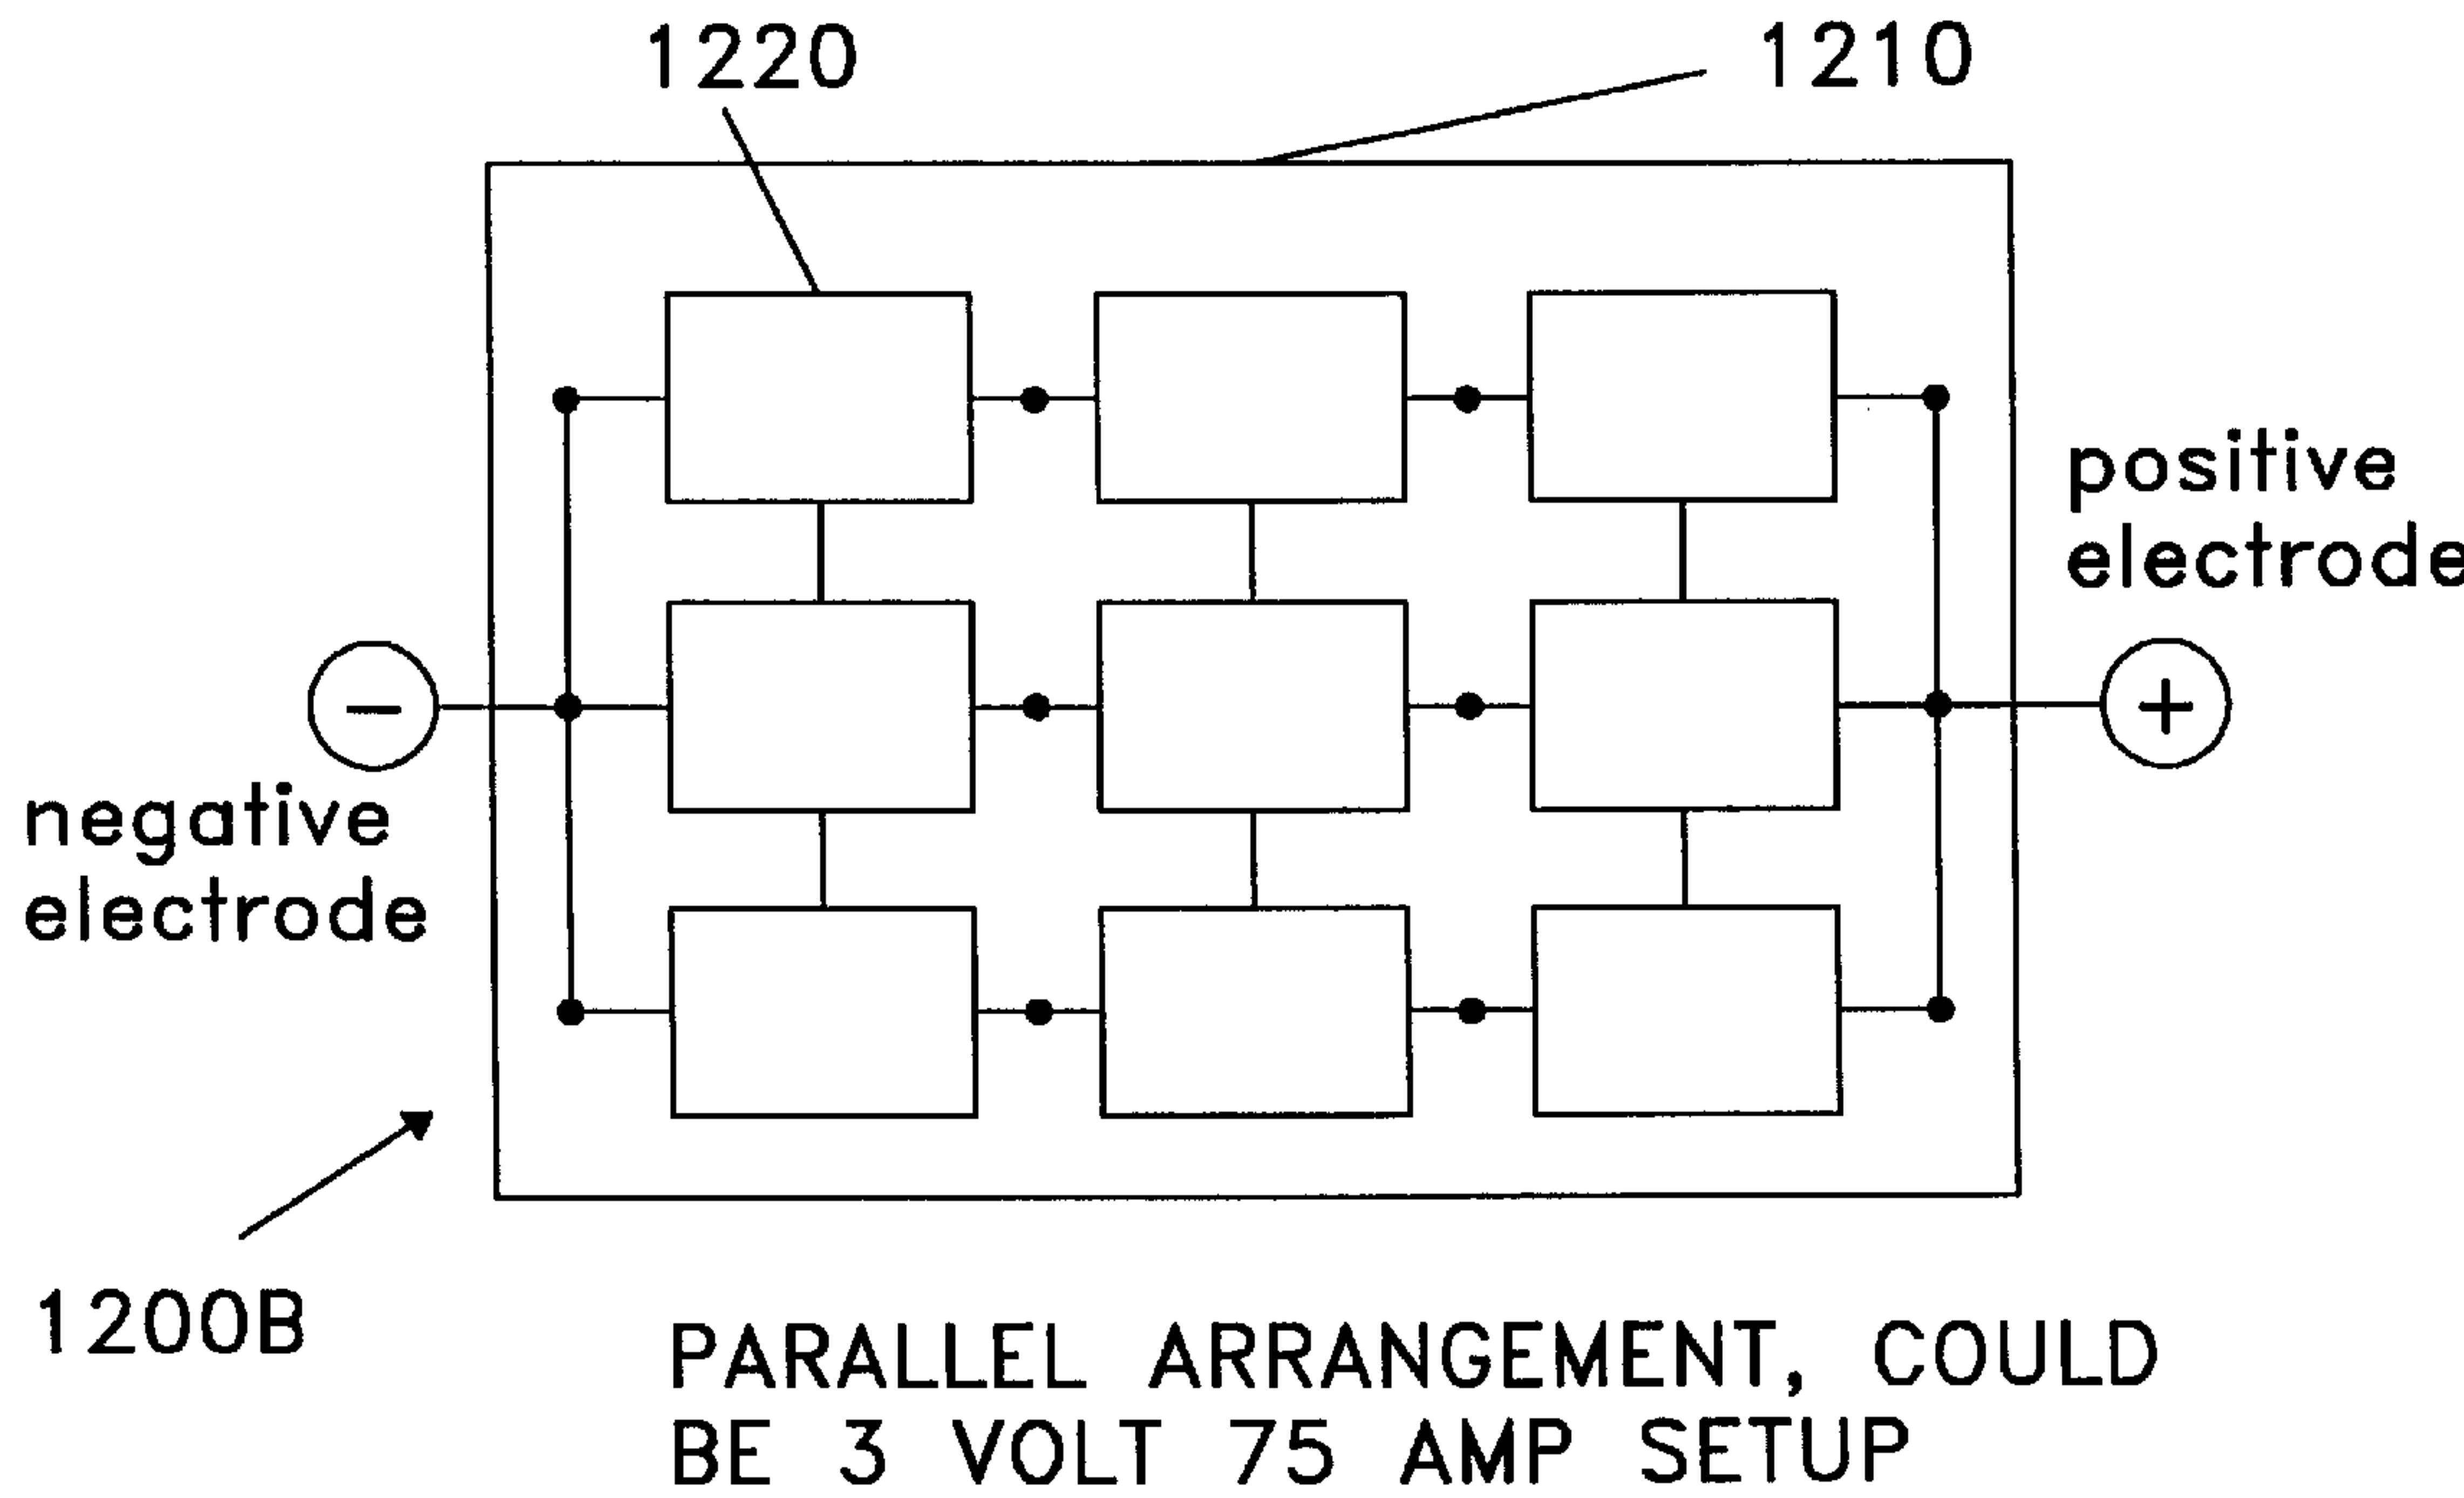 1220
1210
positive
electrode
−
+
negative
electrode
1200B
PARALLEL ARRANGEMENT, COULD
BE 3 VOLT 75 AMP SETUP